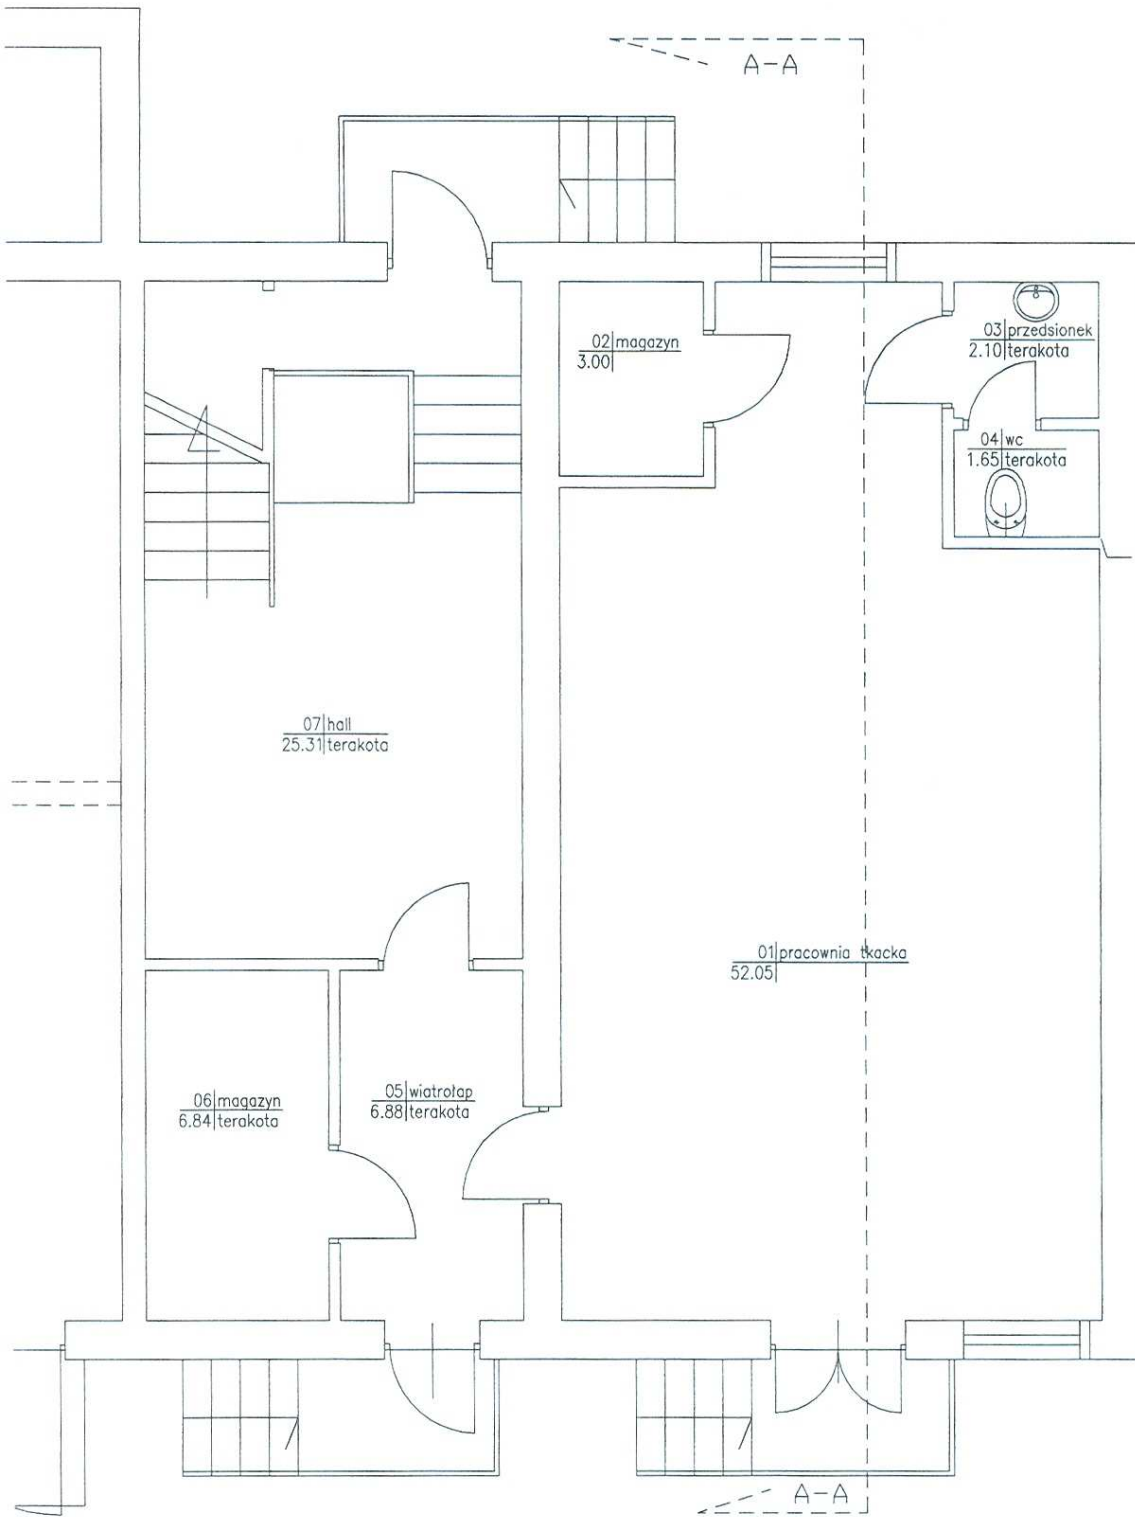 A-A
02 magazyn
3.00
03 przedsionek
2.10 terakota
04 wc
1.65 terakota
07 hall
25.31 terakota
01 pracownia tkacka
52.05
06 magazyn
6.84 terakota
05 wiatrołap
6.88 terakota
A-A